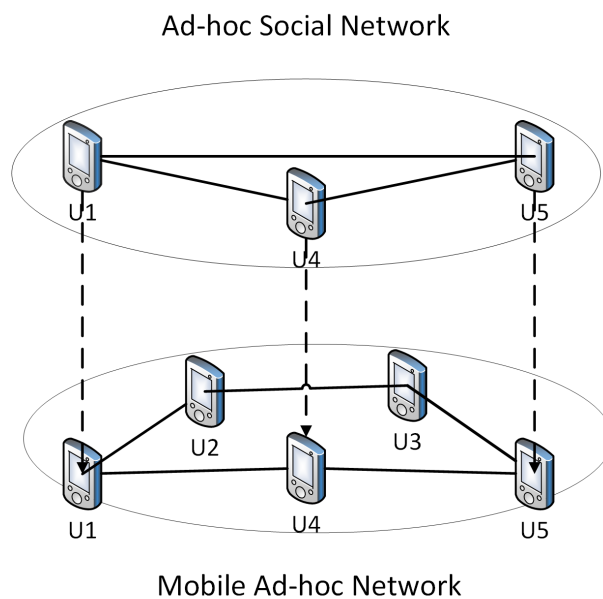 Ad-hoc Social Network
U1
U5
U4
U2
U3
U1
U4
U5
Mobile Ad-hoc Network